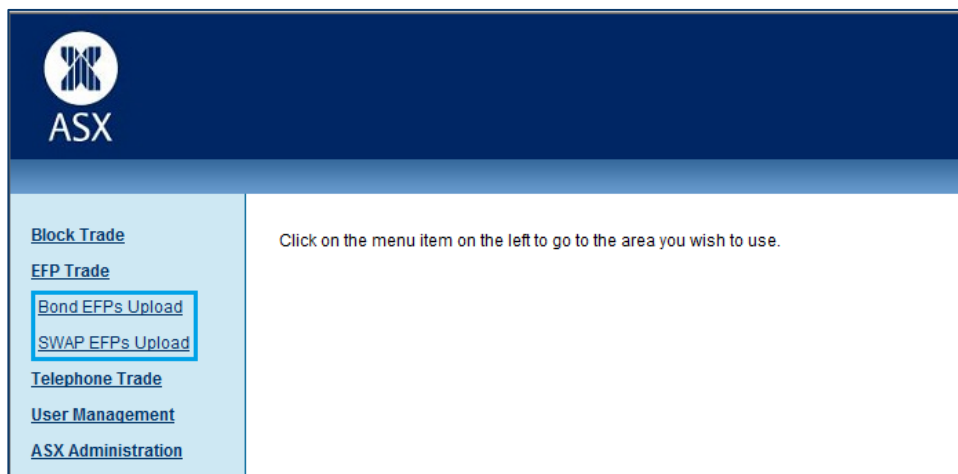 ASX
Block Trade
Click on the menu item on the left to go to the area you wish to use.
EFP Trade
Bond EFPs Upload
SWAP EFPs Upload
Telephone Trade
User Management
ASX Administration